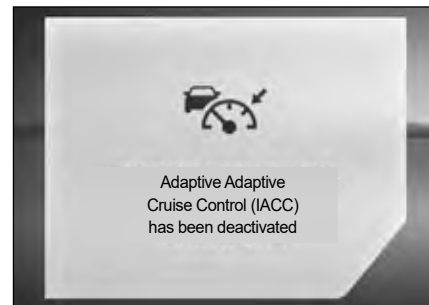 Adaptive Adaptive
Cruise Control (IACC)
has been deactivated